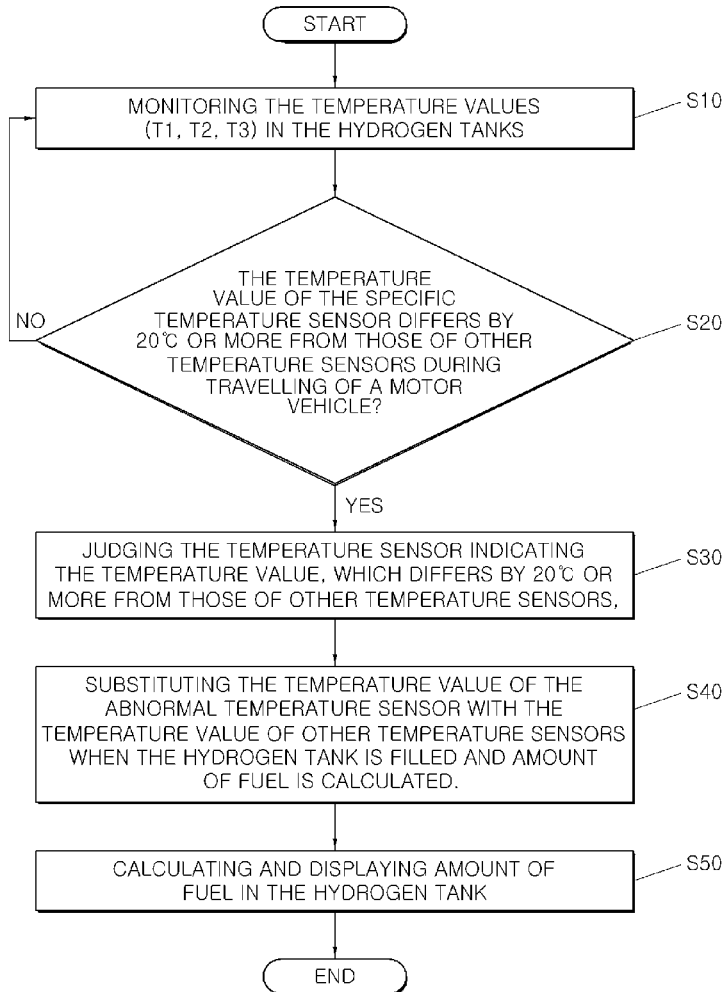 START
MONITORING THE TEMPERATURE VALUES
(T1, T2, T3) IN THE HYDROGEN TANKS
S10
THE TEMPERATURE
VALUE OF THE SPECIFIC
TEMPERATURE SENSOR DIFFERS BY
20℃ OR MORE FROM THOSE OF OTHER
TEMPERATURE SENSORS DURING
TRAVELLING OF A MOTOR
VEHICLE?
S20
NO
YES
JUDGING THE TEMPERATURE SENSOR INDICATING
THE TEMPERATURE VALUE, WHICH DIFFERS BY 20℃ OR
MORE FROM THOSE OF OTHER TEMPERATURE SENSORS,
S30
SUBSTITUTING THE TEMPERATURE VALUE OF THE
ABNORMAL TEMPERATURE SENSOR WITH THE
TEMPERATURE VALUE OF OTHER TEMPERATURE SENSORS
WHEN THE HYDROGEN TANK IS FILLED AND AMOUNT
OF FUEL IS CALCULATED.
S40
CALCULATING AND DISPLAYING AMOUNT OF
FUEL IN THE HYDROGEN TANK
S50
END